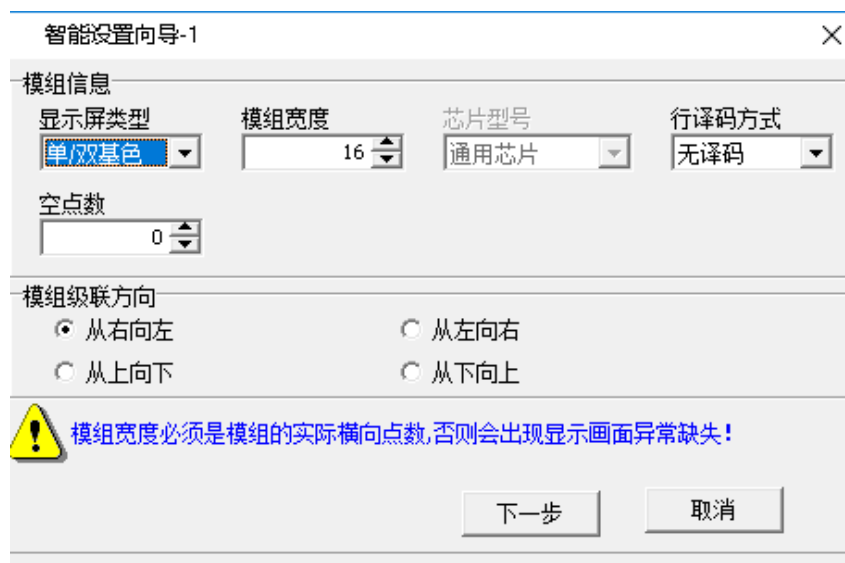 智能设置向导-1
模组信息
显示屏类型 模组宽度 芯片型号 行译码方式
单/双基色 16 通用芯片 无译码
空点数
0
模组级联方向
从右向左 从左向右
从上向下 从下向上
模组宽度必须是模组的实际横向点数,否则会出现显示画面异常缺失!
下一步 取消